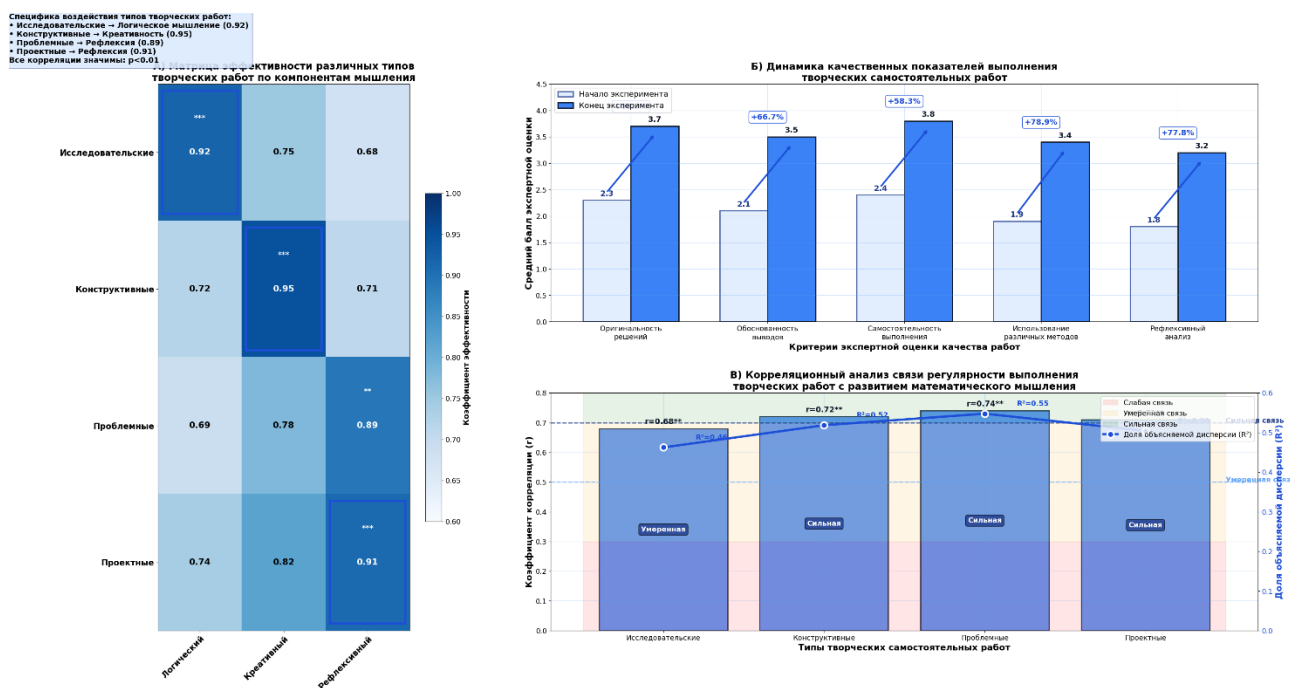 Специфика воздействия типов творческих работ:
• Исследовательские → Логическое мышление (0.92)
• Конструктивные → Креативность (0.95)
• Проблемные → Рефлексия (0.89)
• Проектные → Рефлексия (0.91)
Все корреляции значимы: p<0.01
А) Матрица эффективности различных типов
творческих работ по компонентам мышления
Исследовательские
*** ** ***
0.92 0.75 0.68
Конструктивные
***
0.72 0.95 0.71
Проблемные
**
0.69 0.78 0.89
Проектные
***
0.74 0.82 0.91
Логический
Креативный
Рефлексивный
1.00
0.95
0.90
0.85
0.80
0.75
0.70
0.65
0.60
Коэффициент эффективности
Б) Динамика качественных показателей выполнения
творческих самостоятельных работ
Начало эксперимента
Конец эксперимента
+66.7%
+58.3%
+78.9%
+77.8%
3.7
3.5
3.8
3.4
3.2
2.3
2.1
2.4
1.9
1.8
4.5
4.0
3.5
3.0
2.5
2.0
1.5
1.0
0.5
0.0
Средний балл экспертной оценки
Оригинальность
решений
Обоснованность
выводов
Самостоятельность
выполнения
Использование
различных методов
Рефлексивный
анализ
Критерии экспертной оценки качества работ
В) Корреляционный анализ связи регулярности выполнения
творческих работ с развитием математического мышления
0.8
0.7
0.6
0.5
0.4
0.3
0.2
0.1
0.0
Коэффициент корреляции (r)
r=0.68**
r=0.72**
r=0.74**
R²=0.46
R²=0.52
R²=0.55
Слабая связь
Умеренная связь
Сильная связь
Доля объясняемой дисперсии (R²)
Сильная связь
Умеренная связь
Умеренная
Сильная
Сильная
Сильная
0.6
0.5
0.4
0.3
0.2
0.1
0.0
Доля объясняемой дисперсии (R²)
Исследовательские
Конструктивные
Проблемные
Проектные
Типы творческих самостоятельных работ